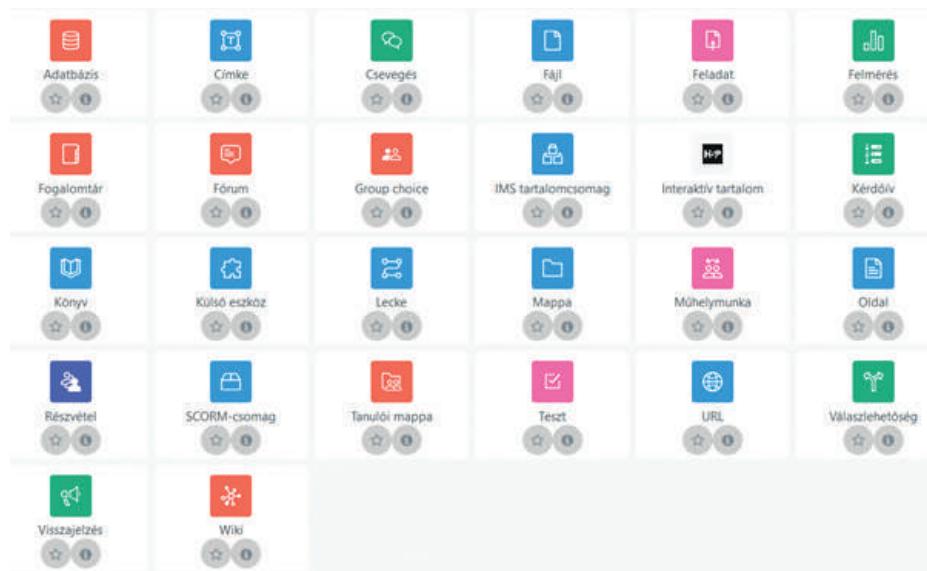 Adatbázis Címke Csevegés Fájl Feladat Felmérés
H-P
Fogalomtár Fórum Group choice IMS tartalomcsomag Interaktív tartalom Kérdőív
Könyv Külső eszköz Lecke Mappa Műhelymunka Oldal
Részvétel SCORM-csomag Tanulói mappa Teszt URL Válaszlehetőség
Visszajelzés Wiki